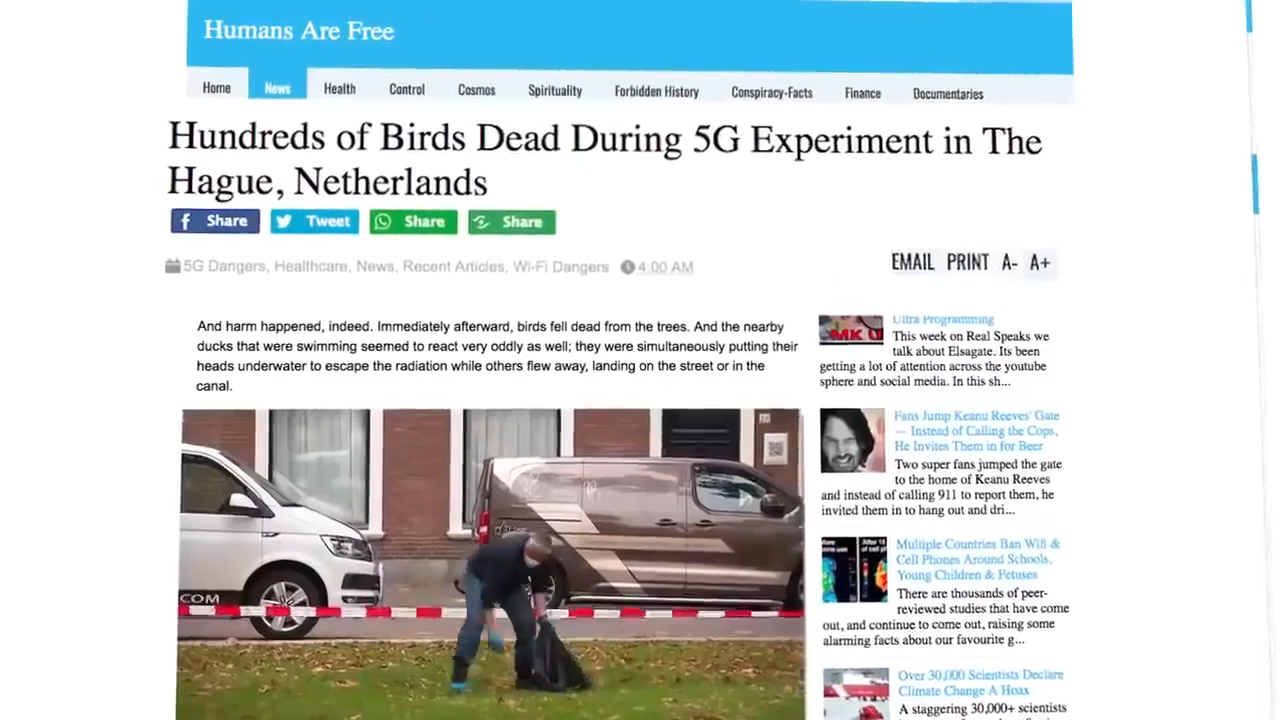 Humans Are Free
Home News Health Control Cosmos Spirituality Forbidden History Conspiracy-Facts Finance Documentaries
Hundreds of Birds Dead During 5G Experiment in The
Hague, Netherlands
Share Tweet Share Share
5G Dangers, Healthcare, News, Recent Articles, Wi-Fi Dangers 4:00 AM
EMAIL PRINT A- A+
And harm happened, indeed. Immediately afterward, birds fell dead from the trees. And the nearby
ducks that were swimming seemed to react very oddly as well; they were simultaneously putting their
heads underwater to escape the radiation while others flew away, landing on the street or in the
canal.
COM
Ultra Programming
MK U
This week on Real Speaks we
talk about Elsagate. Its been
getting a lot of attention across the youtube
sphere and social media. In this sh...
Fans Jump Keanu Reeves' Gate
— Instead of Calling the Cops,
He Invites Them in for Beer
Two super fans jumped the gate
to the home of Keanu Reeves
and instead of calling 911 to report them, he
invited them in to hang out and dri...
Multiple Countries Ban Wifi &
Cell Phones Around Schools,
Young Children & Fetuses
There are thousands of peer-
reviewed studies that have come
out, and continue to come out, raising some
alarming facts about our favourite g...
Over 30,000 Scientists Declare
Climate Change A Hoax
A staggering 30,000+ scientists